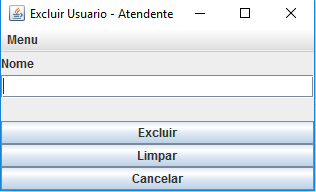 Excluir Usuario - Atendente
Menu
Nome
Excluir
Limpar
Cancelar